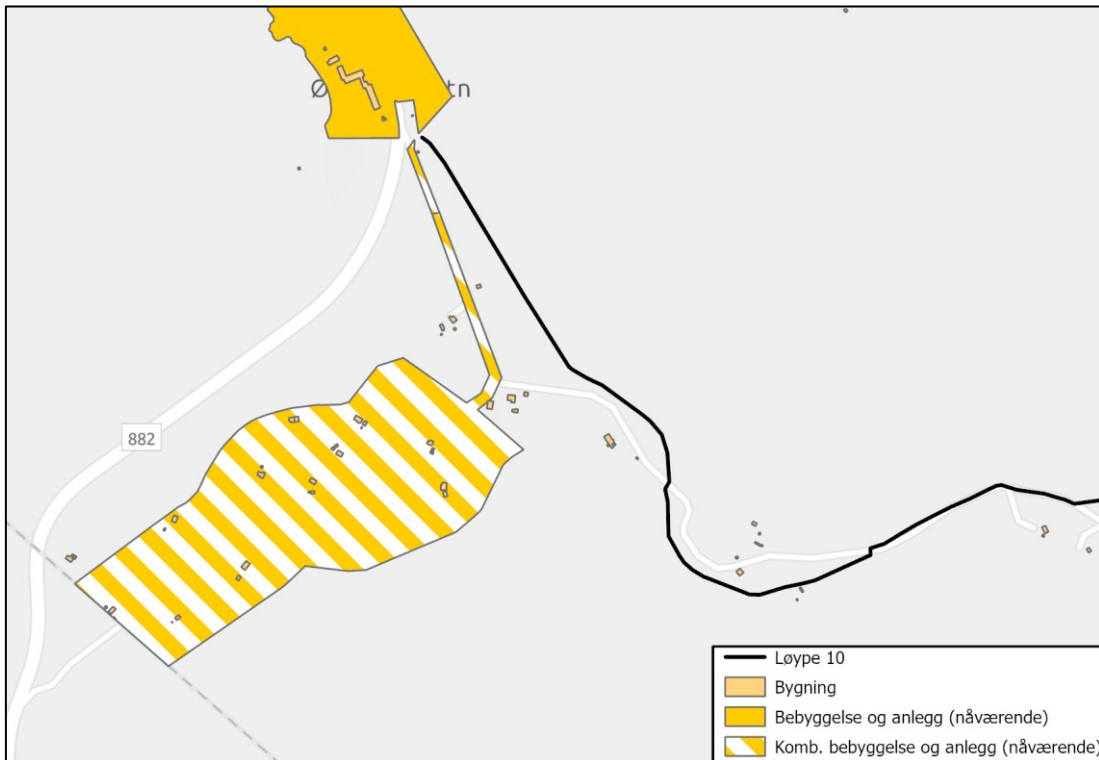 882
Løype 10
Bygning
Bebyggelse og anlegg (nåværende)
Komb. bebyggelse og anlegg (nåværende)